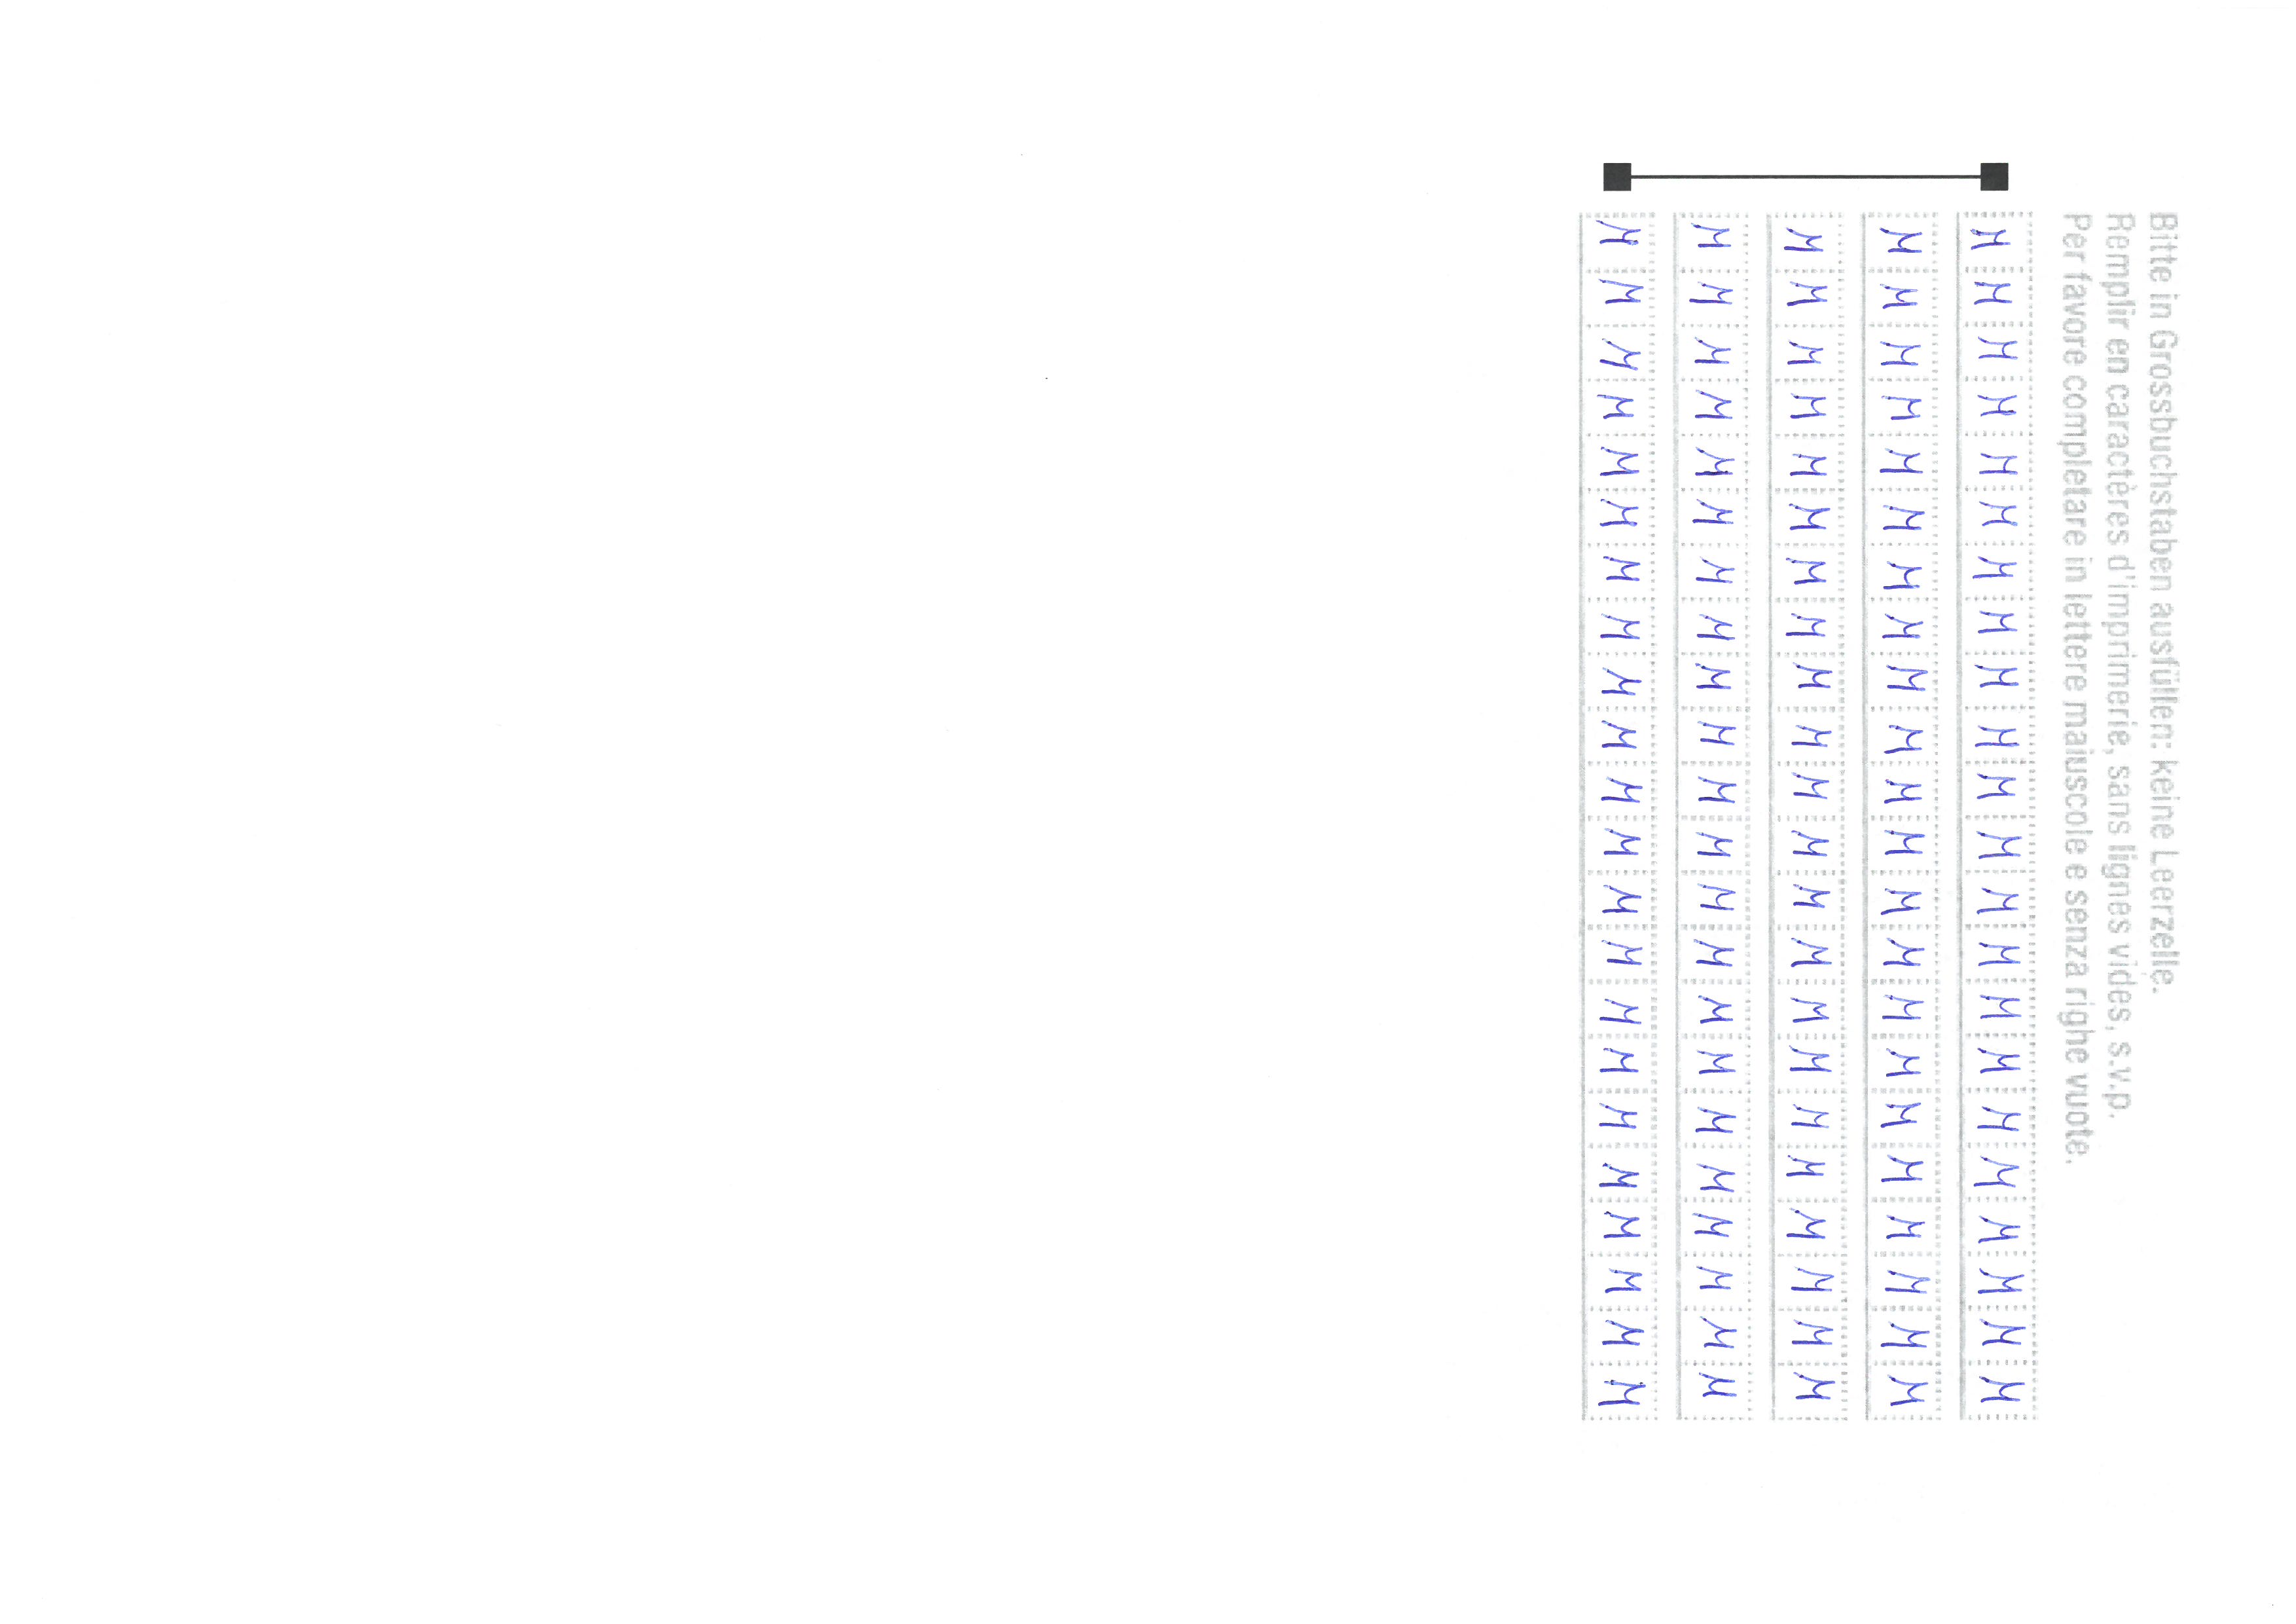 Bitte in Grossbuchstaben ausfüllen: keine Leerzelle.
Remplir en caractères d'imprimerie, sans lignes vides, s.v.p.
Per favore completare in lettere maiuscole e senza righe vuote.
M M M M M M M M M M M M M M M M M M M M M M
M M M M M M M M M M M M M M M M M M M M M M
M M M M M M M M M M M M M M M M M M M M M M
M M M M M M M M M M M M M M M M M M M M M M
M M M M M M M M M M M M M M M M M M M M M M